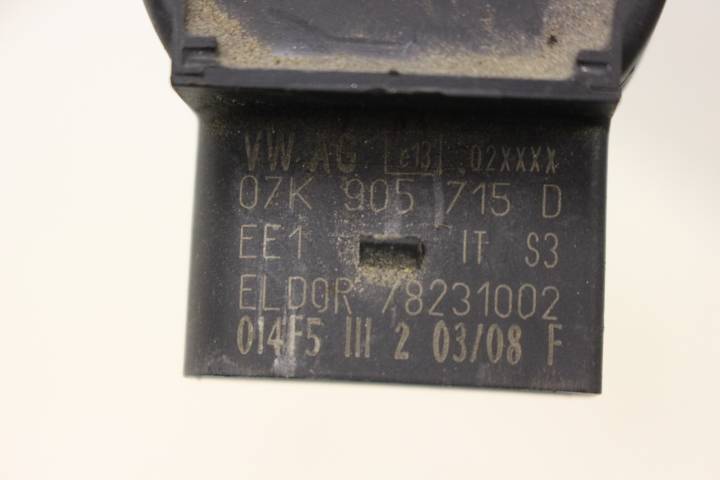 VW AG e13 02XXXX
07K 905 715 D
EE1 IT S3
ELDOR 78231002
014F5 III 2 03/08 F